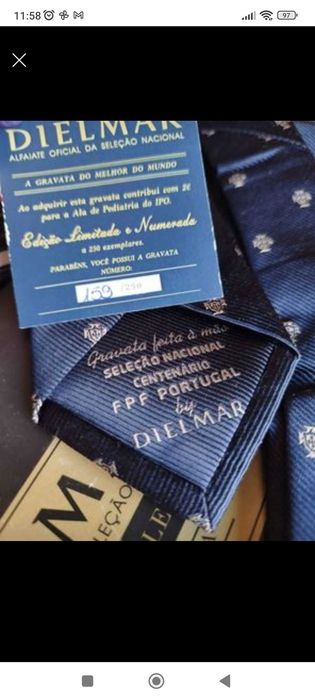 11:58
97
DIELMAR
ALFAIATE OFICIAL DA SELEÇÃO NACIONAL
A GRAVATA DO MELHOR DO MUNDO
Ao adquirir esta gravata contribui com 2€
para a Ala de Pediatria do IPO.
Edição Limitada e Numerada
a 250 exemplares.
PARABÉNS, VOCÊ POSSUI A GRAVATA
NÚMERO:
159 /250
Gravata feita à mão
SELEÇÃO NACIONAL
CENTENÁRIO
FPF PORTUGAL
by
DIELMAR
M
LEÇÃO
LE